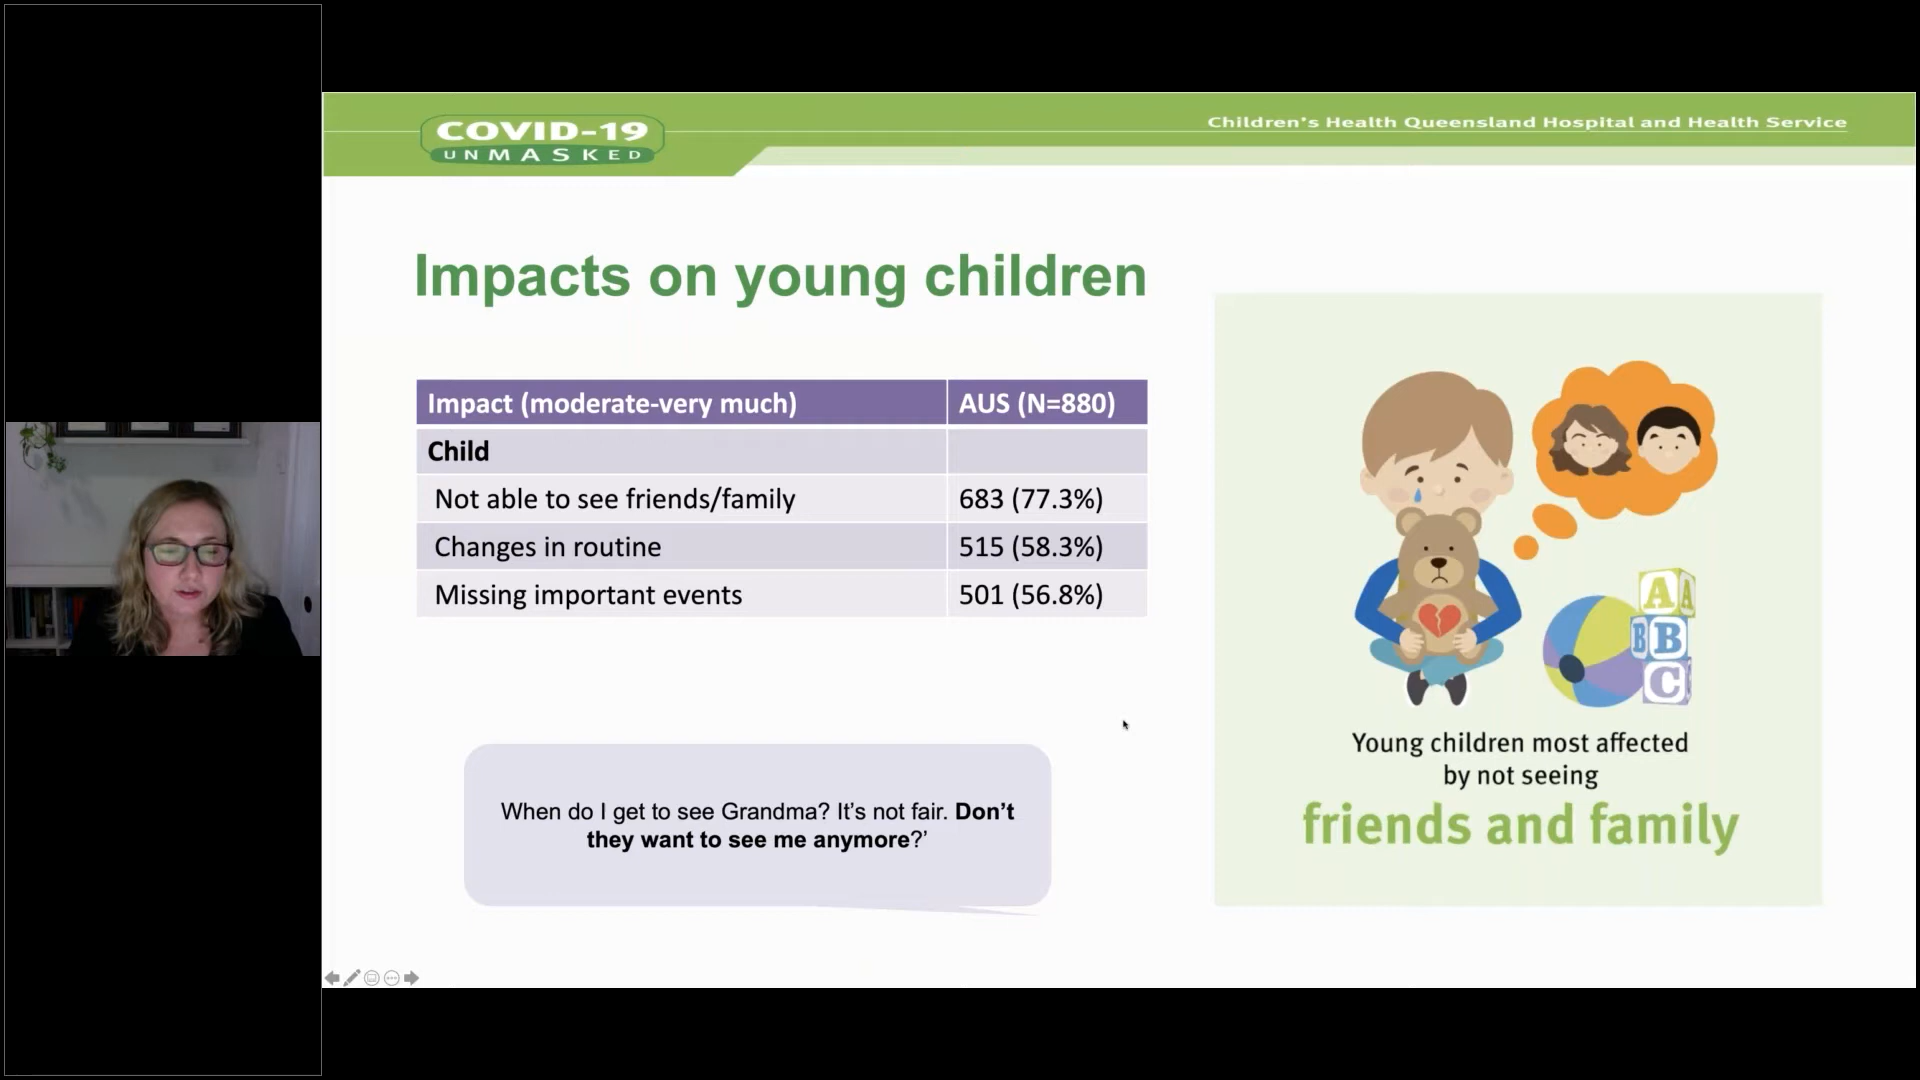 COVID-19
UNMASKED
Children's Health Queensland Hospital and Health Service
Impacts on young children
Impact (moderate-very much) AUS (N=880)
Child
Not able to see friends/family 683 (77.3%)
Changes in routine 515 (58.3%)
Missing important events 501 (56.8%)
When do I get to see Grandma? It's not fair. Don't
they want to see me anymore?'
A A
B B
C
Young children most affected
by not seeing
friends and family